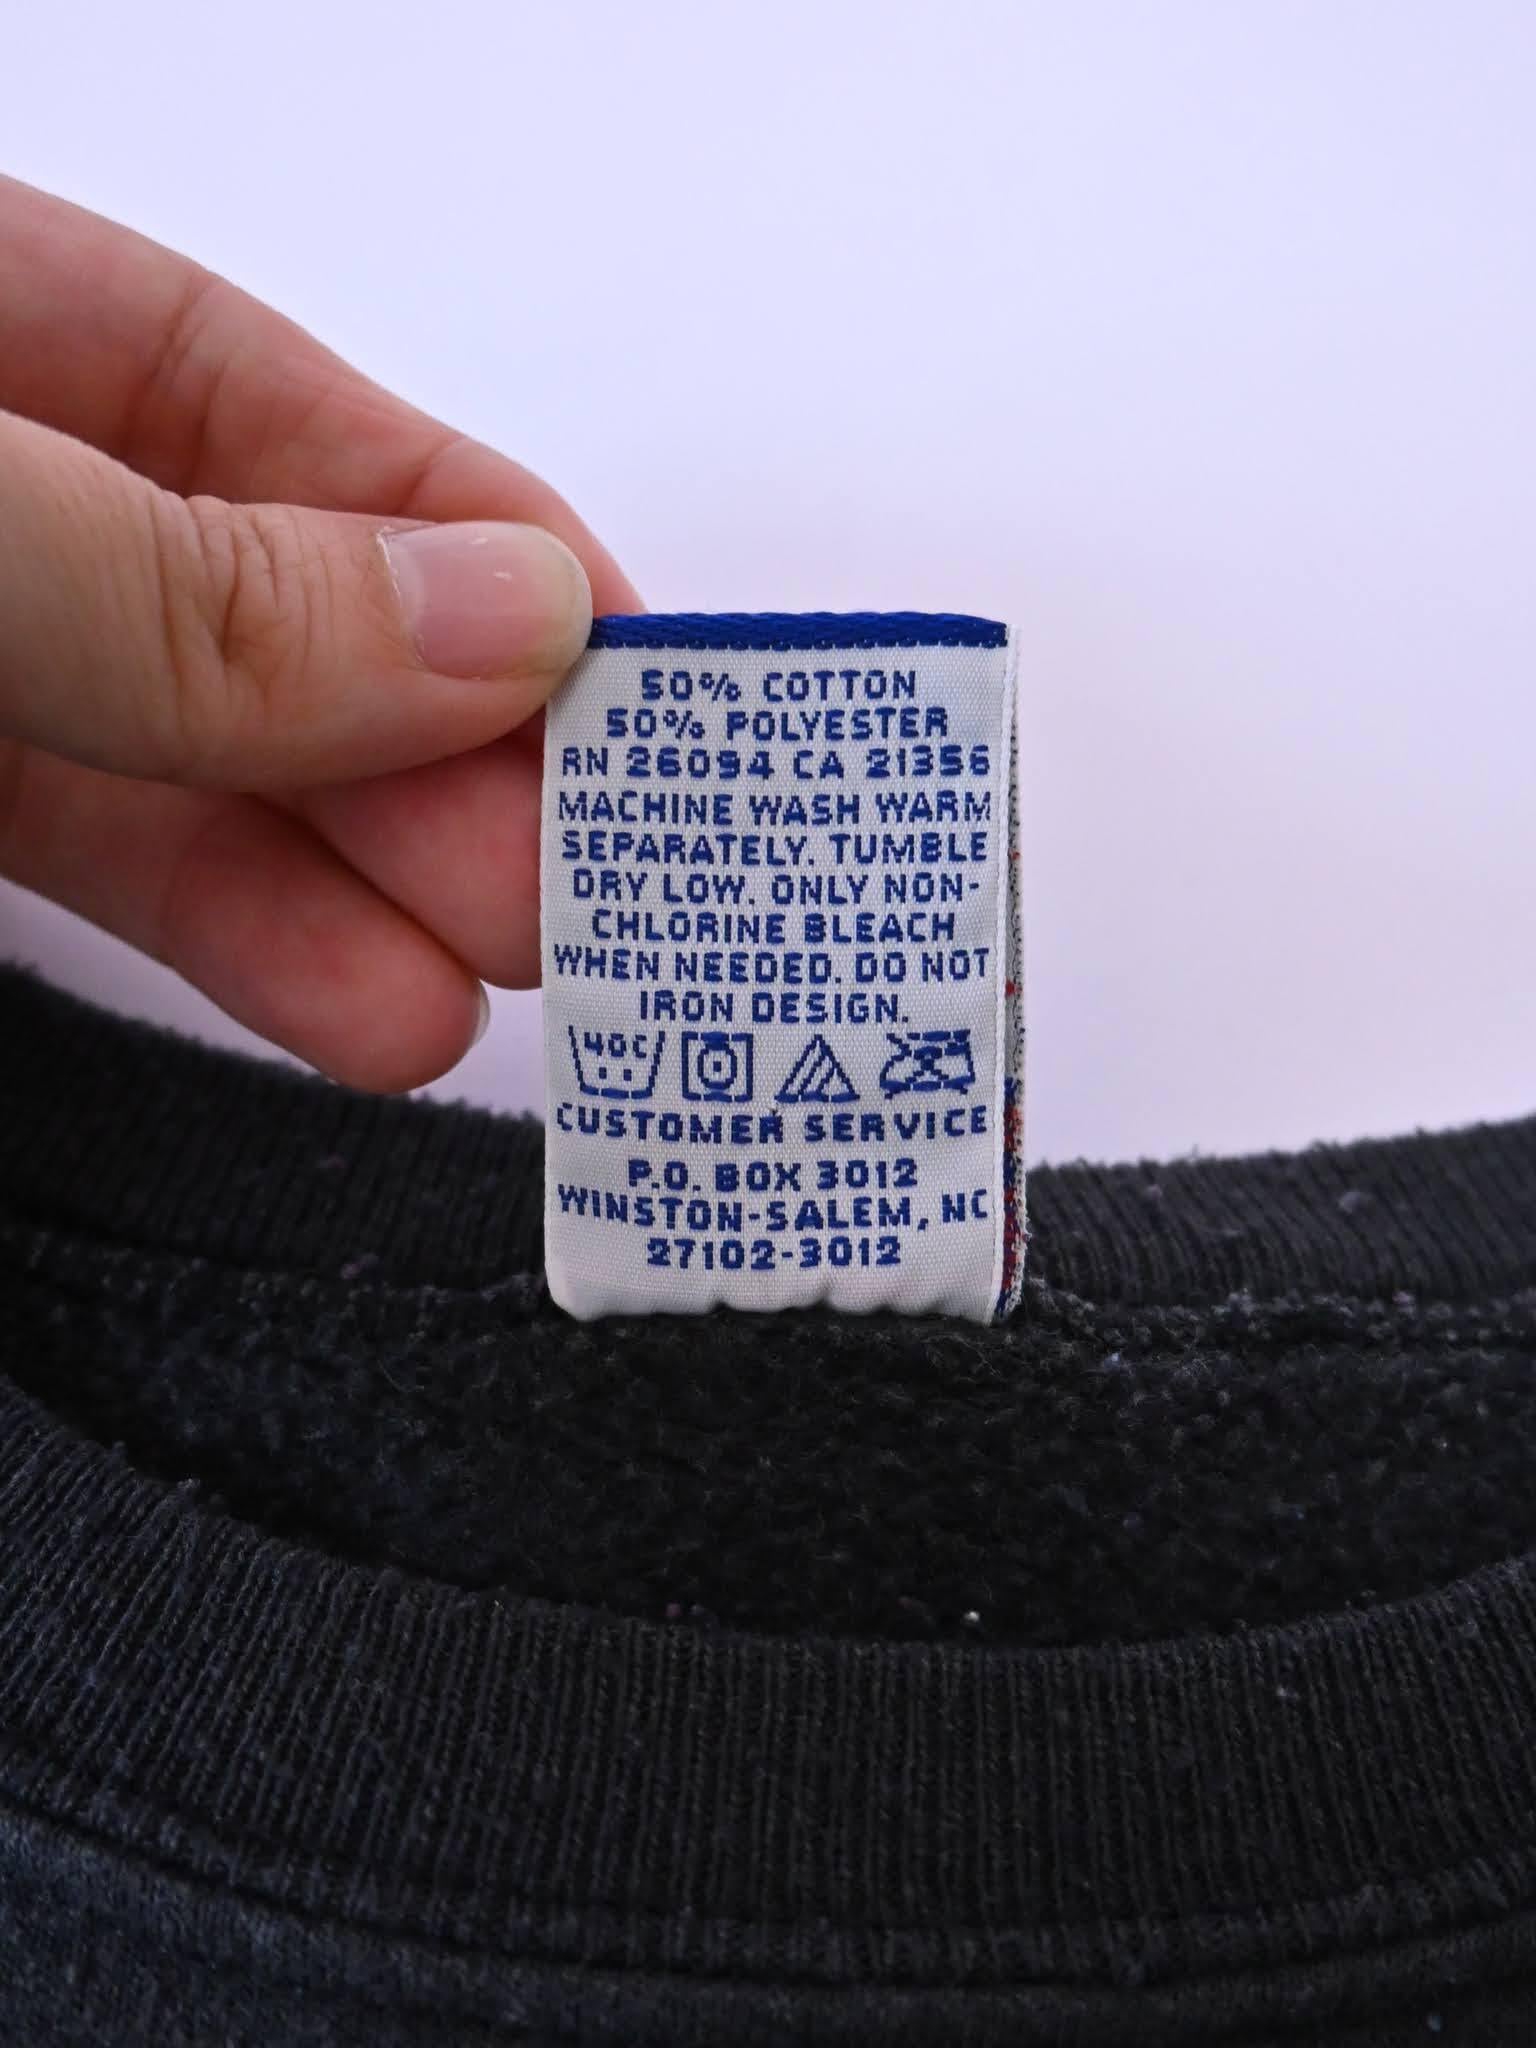 50% COTTON
50% POLYESTER
RN 26094 CA 21356
MACHINE WASH WARM
SEPARATELY. TUMBLE
DRY LOW. ONLY NON-
CHLORINE BLEACH
WHEN NEEDED. DO NOT
IRON DESIGN.
40C
CUSTOMER SERVICE
P.O. BOX 3012
WINSTON-SALEM, NC
27102-3012